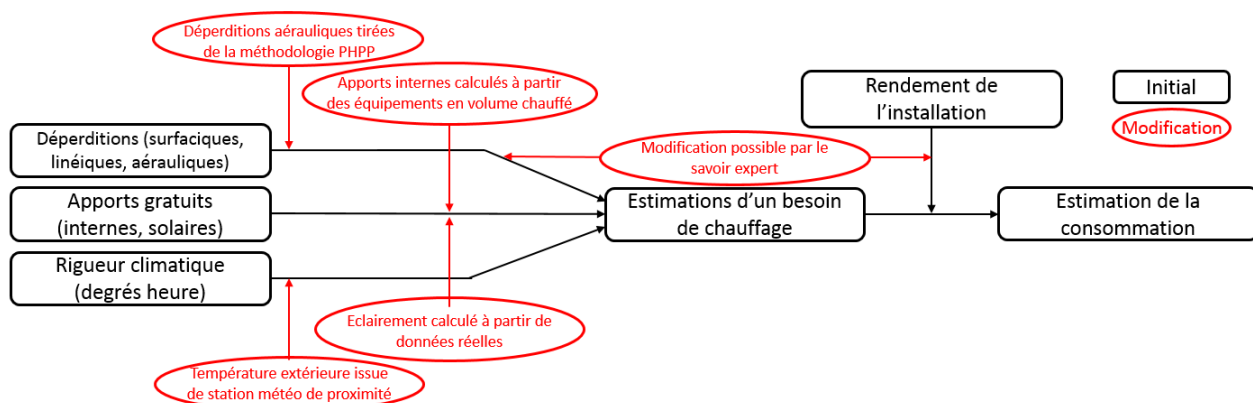 Déperditions aérauliques tirées
de la méthodologie PHPP
Apports internes calculés à partir
des équipements en volume chauffé
Rendement de
l’installation
Initial
Modification
Déperditions (surfaciques,
linéiques, aérauliques)
Modification possible par le
savoir expert
Apports gratuits
(internes, solaires)
Estimations d’un besoin
de chauffage
Estimation de la
consommation
Rigueur climatique
(degrés heure)
Eclairement calculé à partir de
données réelles
Température extérieure issue
de station météo de proximité